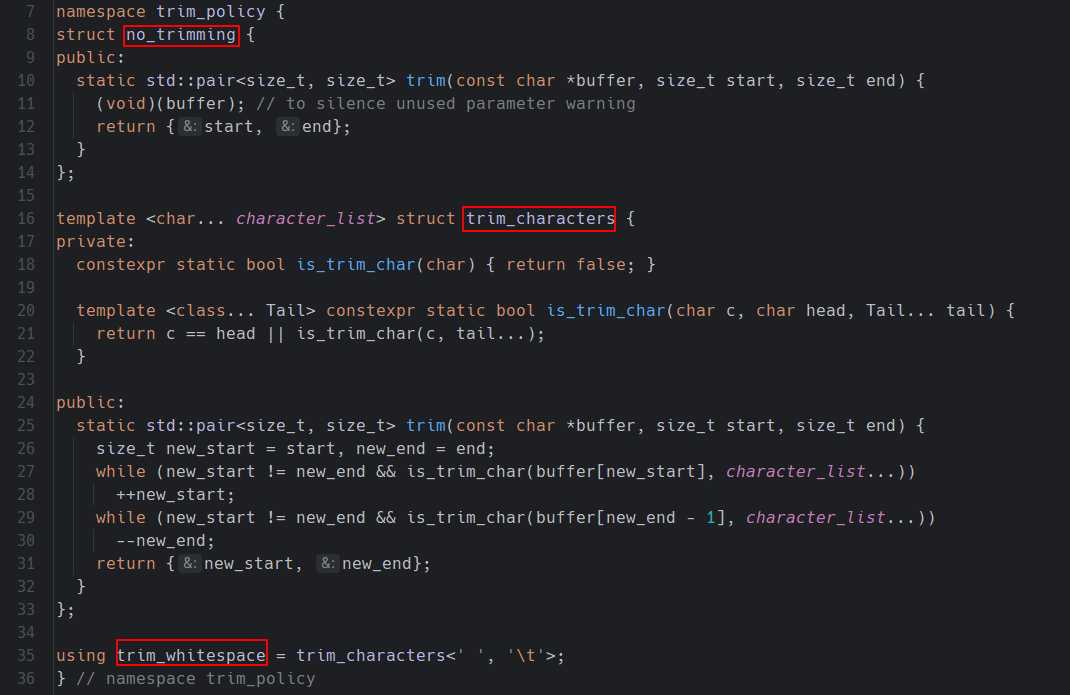 7 namespace trim_policy {
8 struct no_trimming {
9 public:
10 static std::pair<size_t, size_t> trim(const char *buffer, size_t start, size_t end) {
11 (void)(buffer); // to silence unused parameter warning
12 return {&: start, &: end};
13 }
14 };
15
16 template <char... character_list> struct trim_characters {
17 private:
18 constexpr static bool is_trim_char(char) { return false; }
19
20 template <class... Tail> constexpr static bool is_trim_char(char c, char head, Tail... tail) {
21 return c == head || is_trim_char(c, tail...);
22 }
23
24 public:
25 static std::pair<size_t, size_t> trim(const char *buffer, size_t start, size_t end) {
26 size_t new_start = start, new_end = end;
27 while (new_start != new_end && is_trim_char(buffer[new_start], character_list...))
28 ++new_start;
29 while (new_start != new_end && is_trim_char(buffer[new_end - 1], character_list...))
30 --new_end;
31 return {&: new_start, &: new_end};
32 }
33 };
34
35 using trim_whitespace = trim_characters<' ', '\t'>;
36 } // namespace trim_policy